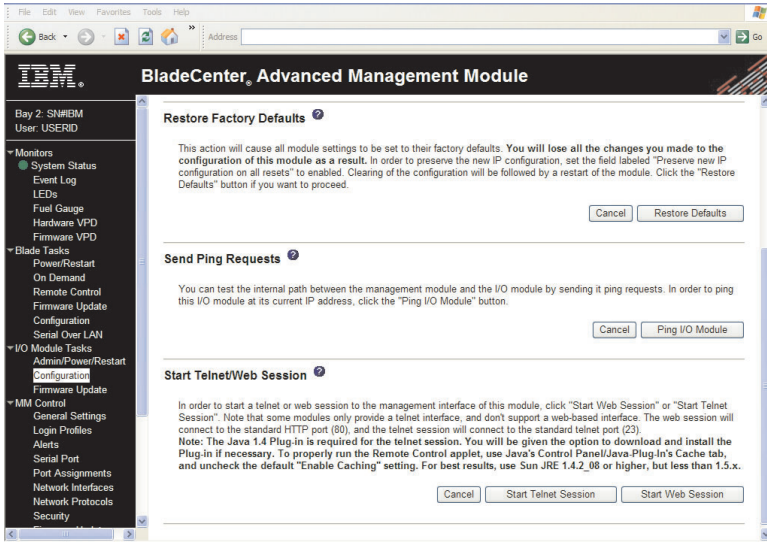 File Edit View Favorites Tools Help
Back » Address Go
IBM® BladeCenter® Advanced Management Module
Bay 2: SN#IBM
User: USERID
Monitors
System Status
Event Log
LEDs
Fuel Gauge
Hardware VPD
Firmware VPD
Blade Tasks
Power/Restart
On Demand
Remote Control
Firmware Update
Configuration
Serial Over LAN
I/O Module Tasks
Admin/Power/Restart
Configuration
Firmware Update
MM Control
General Settings
Login Profiles
Alerts
Serial Port
Port Assignments
Network Interfaces
Network Protocols
Security
Restore Factory Defaults ?
This action will cause all module settings to be set to their factory defaults. You will lose all the changes you made to the
configuration of this module as a result. In order to preserve the new IP configuration, set the field labeled "Preserve new IP
configuration on all resets" to enabled. Clearing of the configuration will be followed by a restart of the module. Click the "Restore
Defaults" button if you want to proceed.
Cancel Restore Defaults
Send Ping Requests ?
You can test the internal path between the management module and the I/O module by sending it ping requests. In order to ping
this I/O module at its current IP address, click the "Ping I/O Module" button.
Cancel Ping I/O Module
Start Telnet/Web Session ?
In order to start a telnet or web session to the management interface of this module, click "Start Web Session" or "Start Telnet
Session". Note that some modules only provide a telnet interface, and don't support a web-based interface. The web session will
connect to the standard HTTP port (80), and the telnet session will connect to the standard telnet port (23).
Note: The Java 1.4 Plug-in is required for the telnet session. You will be given the option to download and install the
Plug-in if necessary. To properly run the Remote Control applet, use Java's Control Panel/Java-Plug-In's Cache tab,
and uncheck the default "Enable Caching" setting. For best results, use Sun JRE 1.4.2_08 or higher, but less than 1.5.x.
Cancel Start Telnet Session Start Web Session